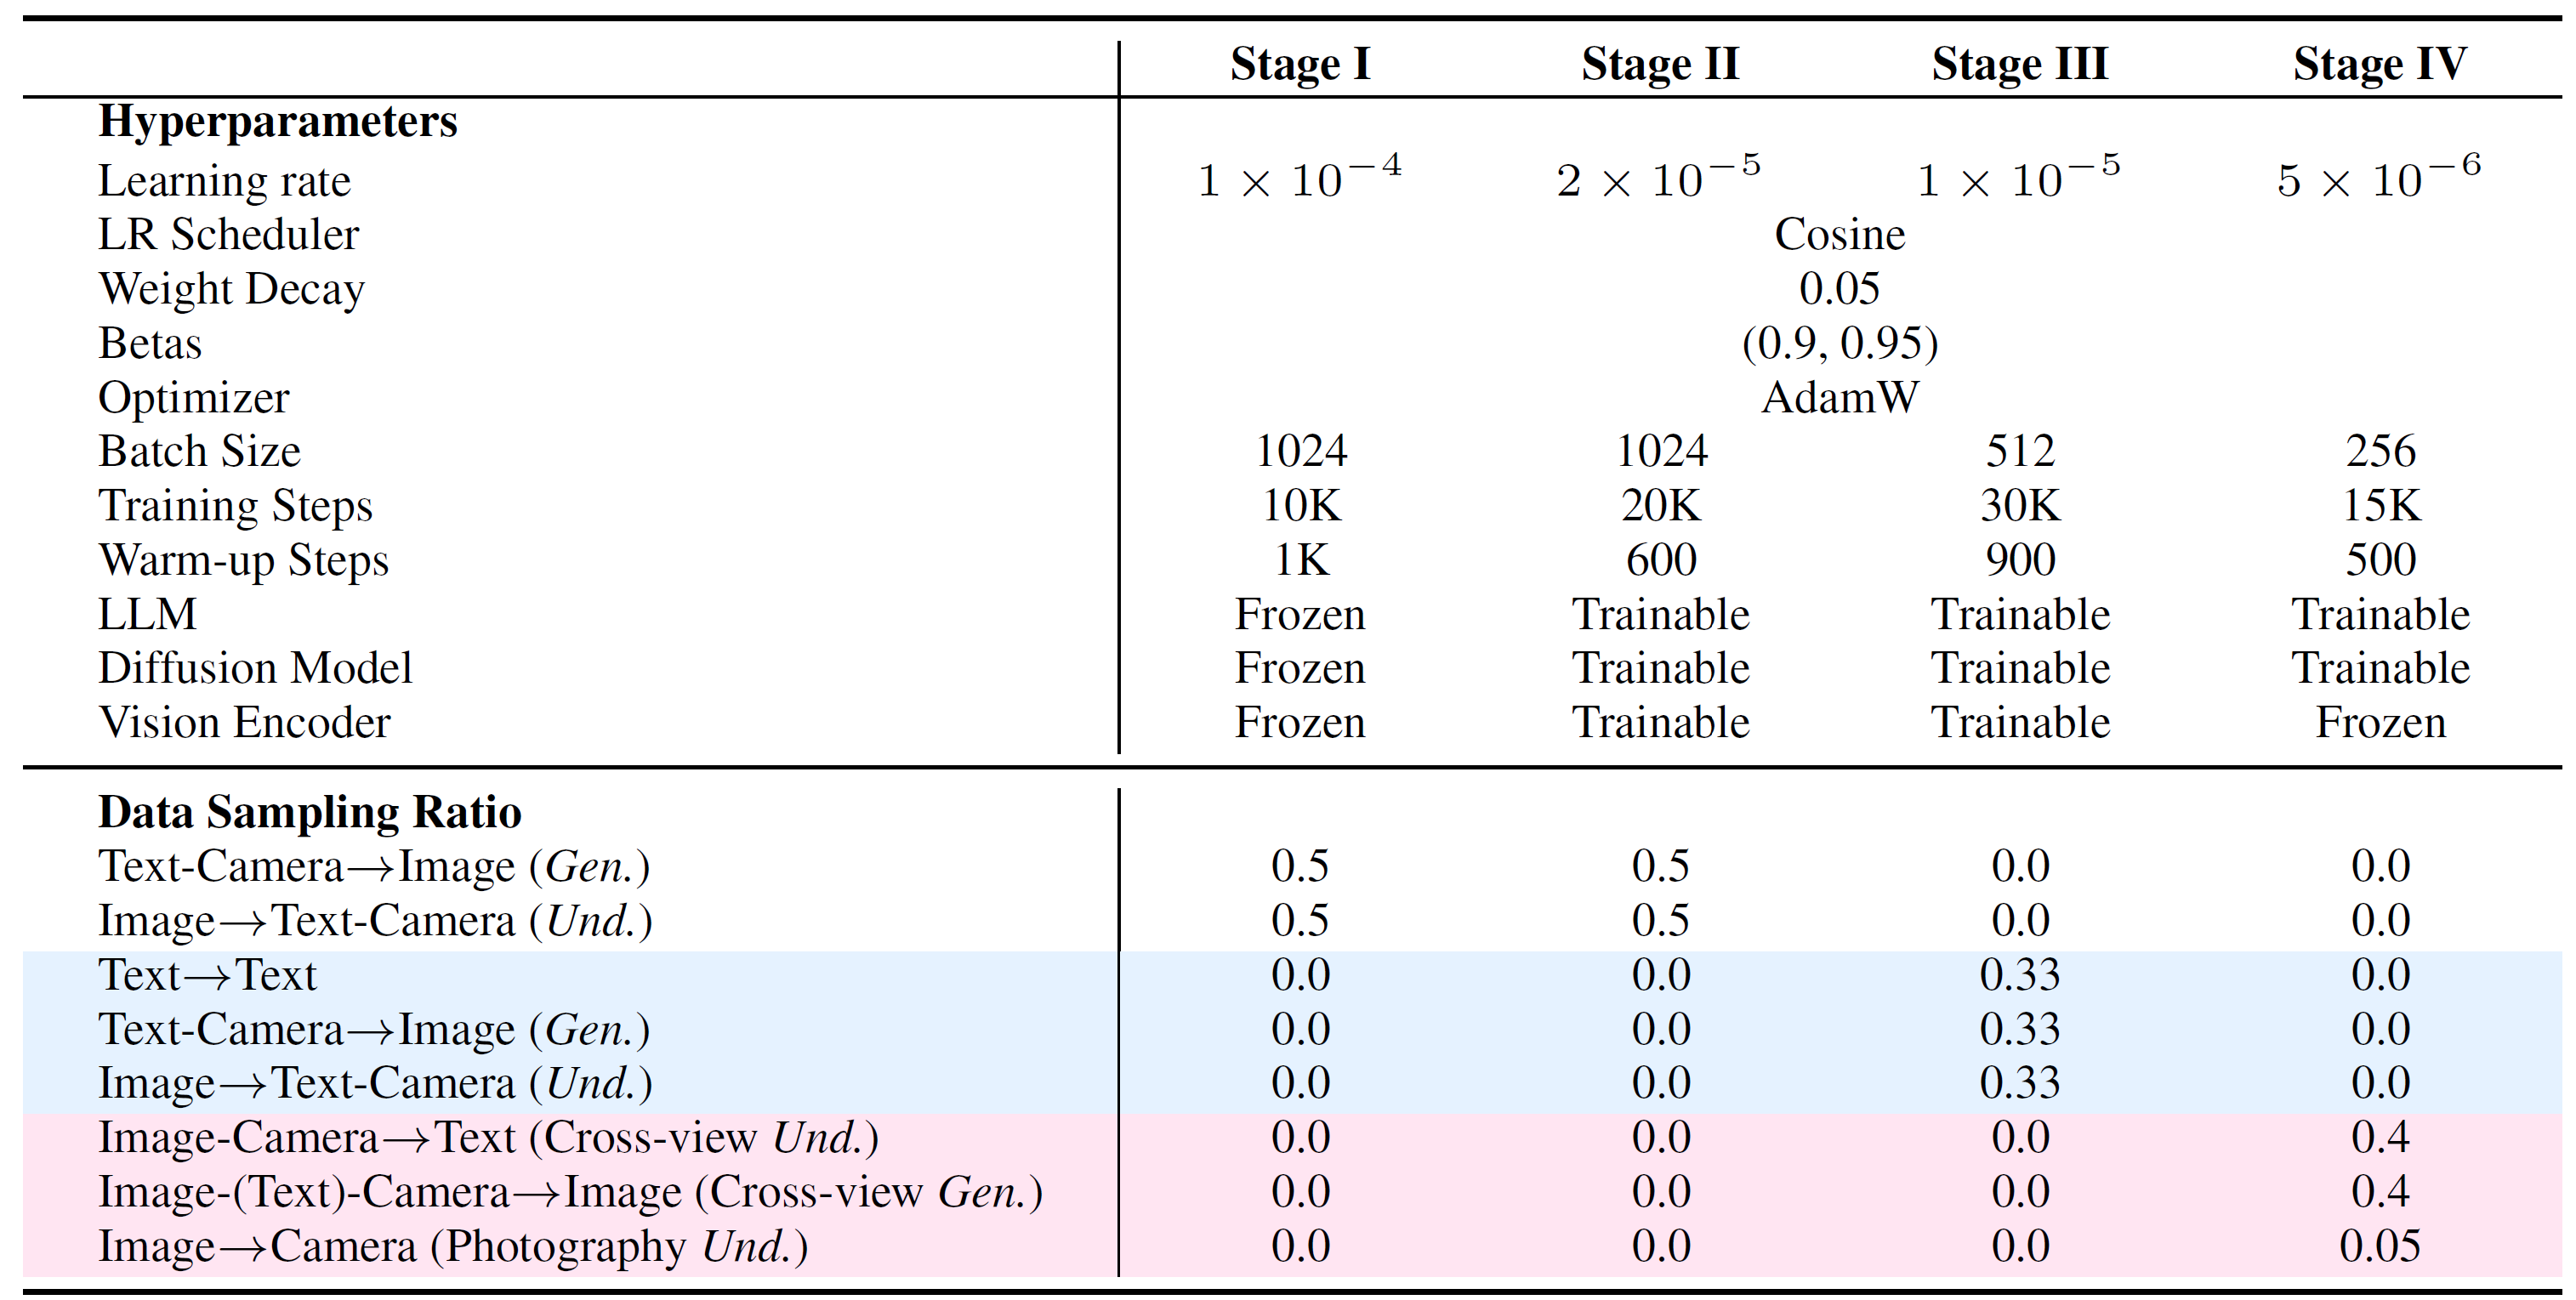 Stage I Stage II Stage III Stage IV
Hyperparameters
Learning rate 1 × 10⁻⁴ 2 × 10⁻⁵ 1 × 10⁻⁵ 5 × 10⁻⁶
LR Scheduler Cosine
Weight Decay 0.05
Betas (0.9, 0.95)
Optimizer AdamW
Batch Size 1024 1024 512 256
Training Steps 10K 20K 30K 15K
Warm-up Steps 1K 600 900 500
LLM Frozen Trainable Trainable Trainable
Diffusion Model Frozen Trainable Trainable Trainable
Vision Encoder Frozen Trainable Trainable Frozen
Data Sampling Ratio
Text-Camera→Image (Gen.) 0.5 0.5 0.0 0.0
Image→Text-Camera (Und.) 0.5 0.5 0.0 0.0
Text→Text 0.0 0.0 0.33 0.0
Text-Camera→Image (Gen.) 0.0 0.0 0.33 0.0
Image→Text-Camera (Und.) 0.0 0.0 0.33 0.0
Image-Camera→Text (Cross-view Und.) 0.0 0.0 0.0 0.4
Image-(Text)-Camera→Image (Cross-view Gen.) 0.0 0.0 0.0 0.4
Image→Camera (Photography Und.) 0.0 0.0 0.0 0.05